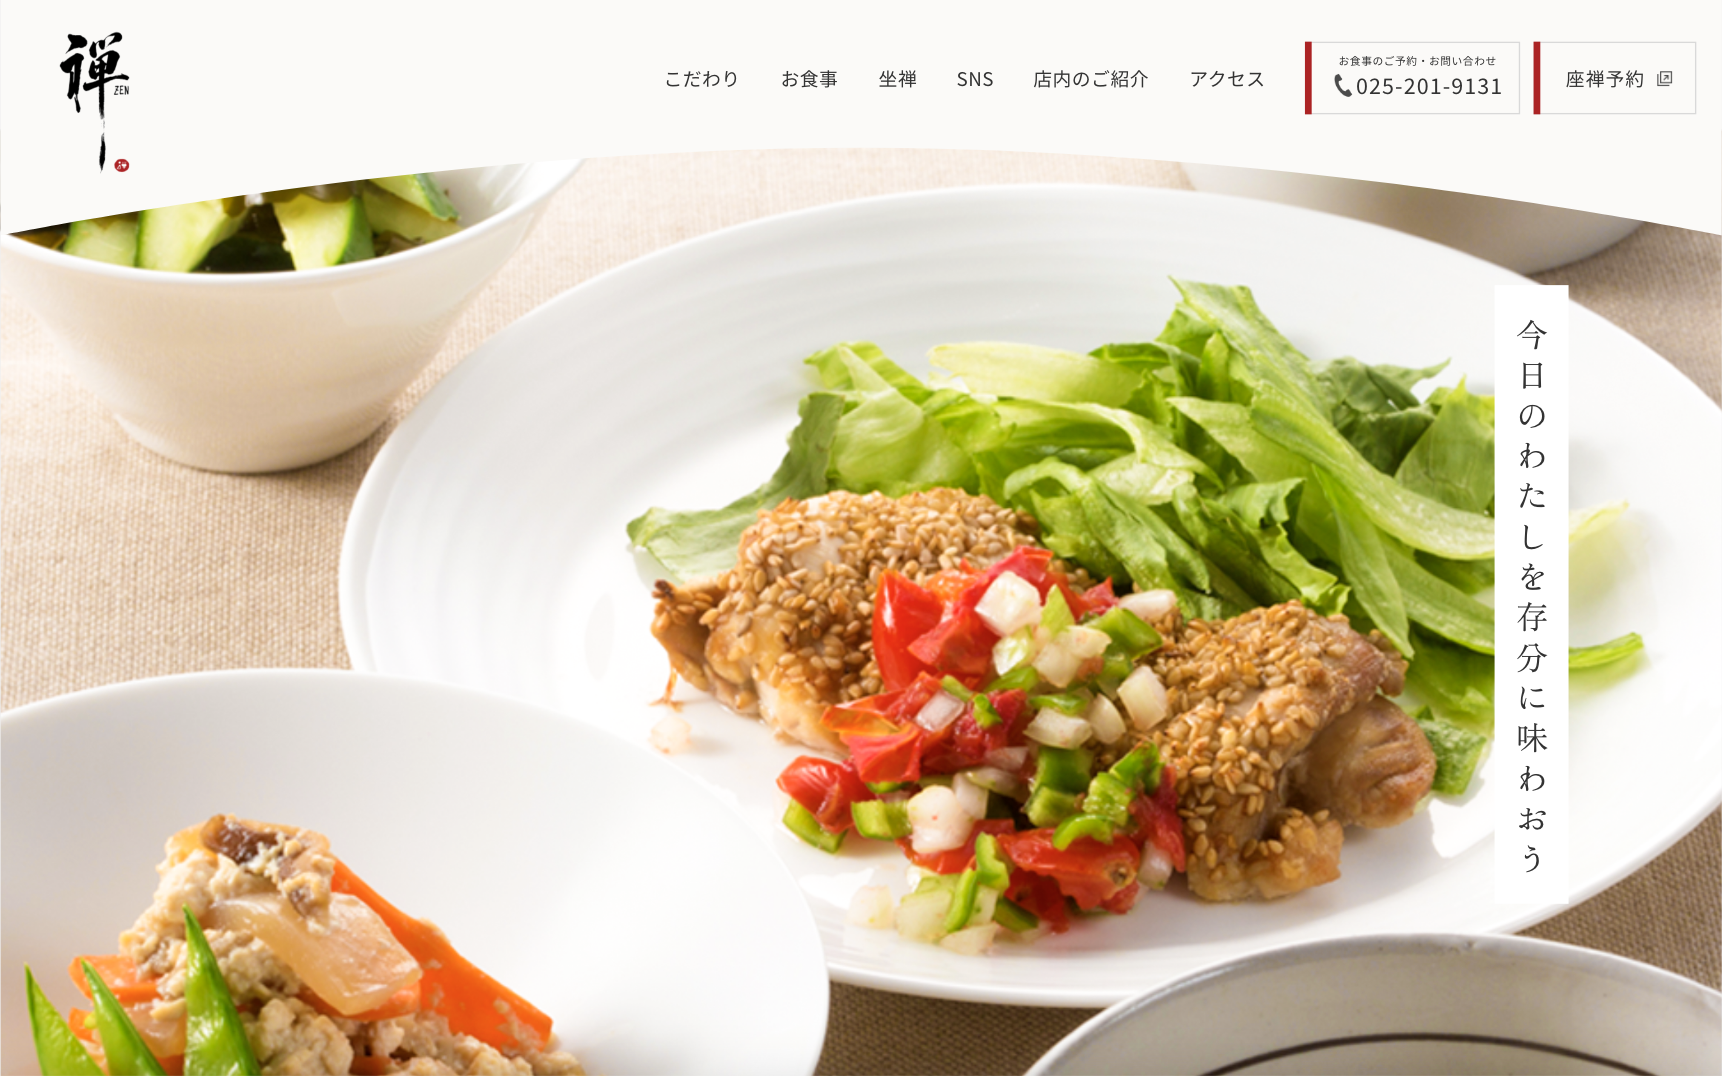 禅
ZEN
こだわり
お食事
坐禅
SNS
店内のご紹介
アクセス
お食事のご予約・お問い合わせ
025-201-9131
座禅予約
今日のわたしを存分に味わおう